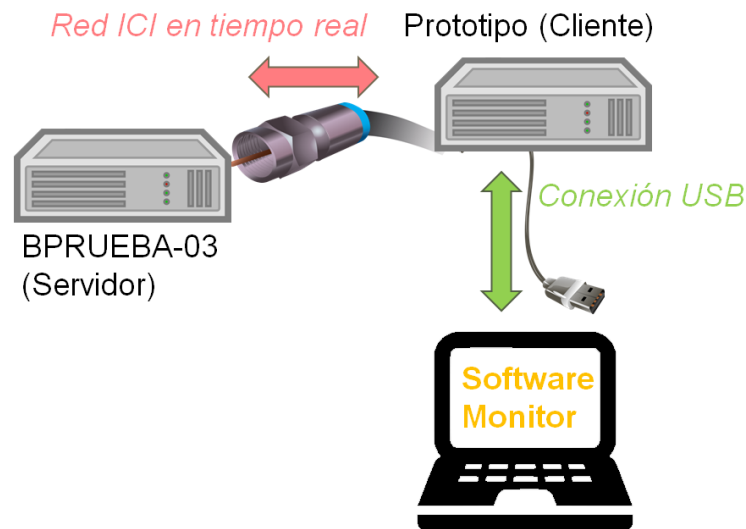 Red ICI en tiempo real
Prototipo (Cliente)
BPRUEBA-03
(Servidor)
Conexión USB
Software
Monitor